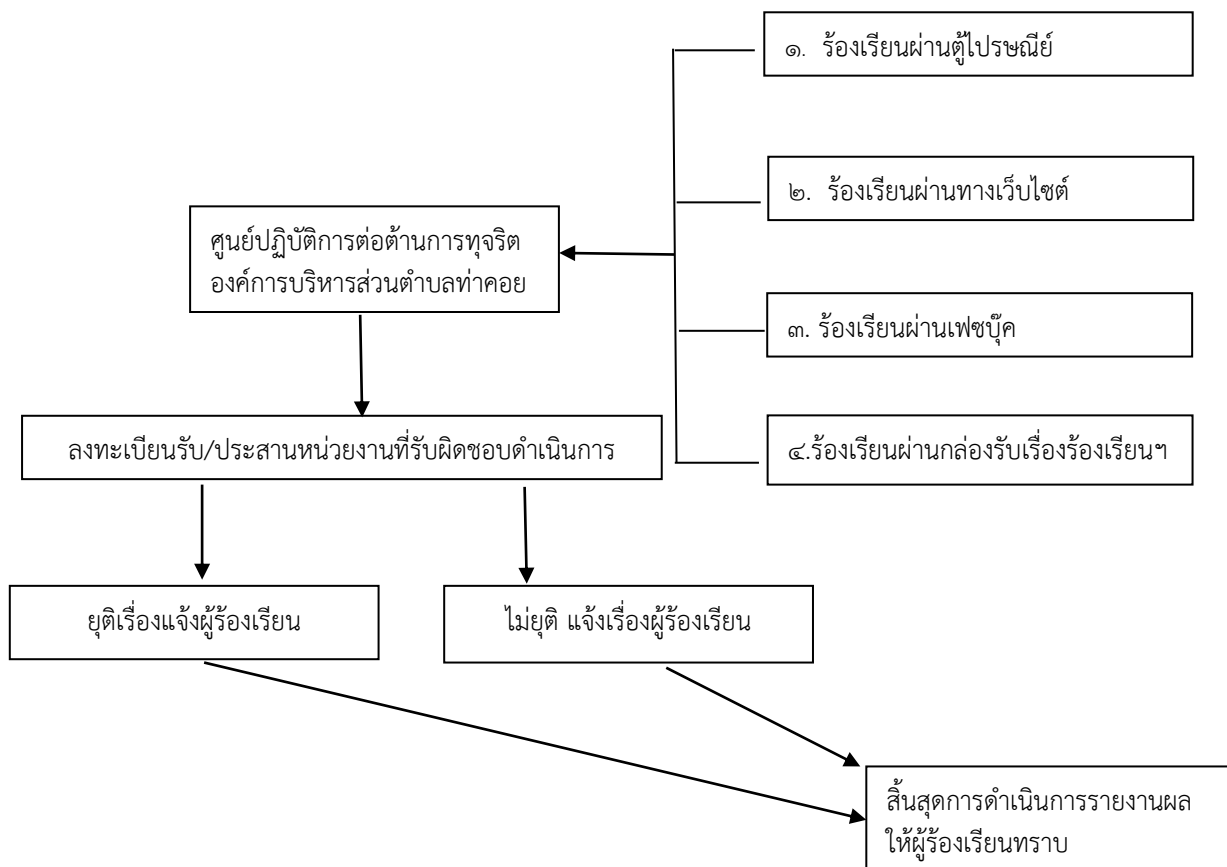 ๑. ร้องเรียนผ่านตู้ไปรษณีย์
๒. ร้องเรียนผ่านทางเว็บไซต์
ศูนย์ปฏิบัติการต่อต้านการทุจริต
องค์การบริหารส่วนตำบลท่าคอย
๓. ร้องเรียนผ่านเฟซบุ๊ค
ลงทะเบียนรับ/ประสานหน่วยงานที่รับผิดชอบดำเนินการ
๔.ร้องเรียนผ่านกล่องรับเรื่องร้องเรียนฯ
ยุติเรื่องแจ้งผู้ร้องเรียน
ไม่ยุติ แจ้งเรื่องผู้ร้องเรียน
สิ้นสุดการดำเนินการรายงานผล
ให้ผู้ร้องเรียนทราบ